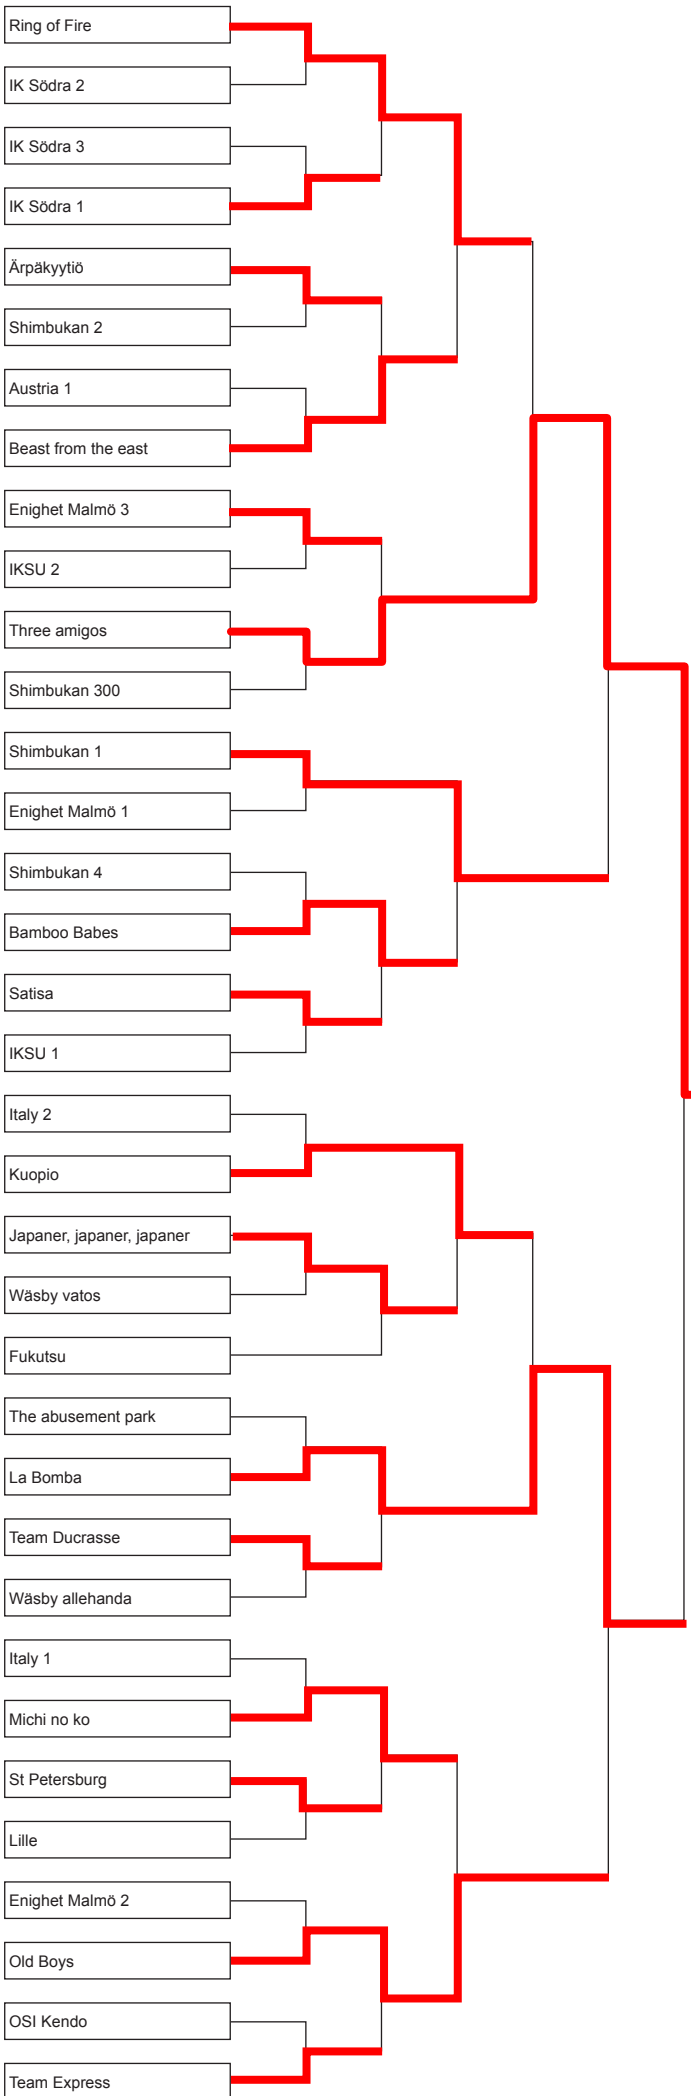 Ring of Fire
IK Södra 2
IK Södra 3
IK Södra 1
Ärpäkyytiö
Shimbukan 2
Austria 1
Beast from the east
Enighet Malmö 3
IKSU 2
Three amigos
Shimbukan 300
Shimbukan 1
Enighet Malmö 1
Shimbukan 4
Bamboo Babes
Satisa
IKSU 1
Italy 2
Kuopio
Japaner, japaner, japaner
Wäsby vatos
Fukutsu
The abusement park
La Bomba
Team Ducrasse
Wäsby allehanda
Italy 1
Michi no ko
St Petersburg
Lille
Enighet Malmö 2
Old Boys
OSI Kendo
Team Express